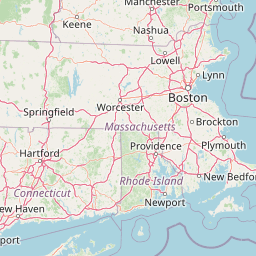 Manchester
Portsmouth
Keene
Nashua
Lowell
Lynn
Worcester
Boston
Springfield
Massachusetts
Brockton
Hartford
Providence
Plymouth
Connecticut
Rhode Island
New Bedford
Newport
New Haven
port